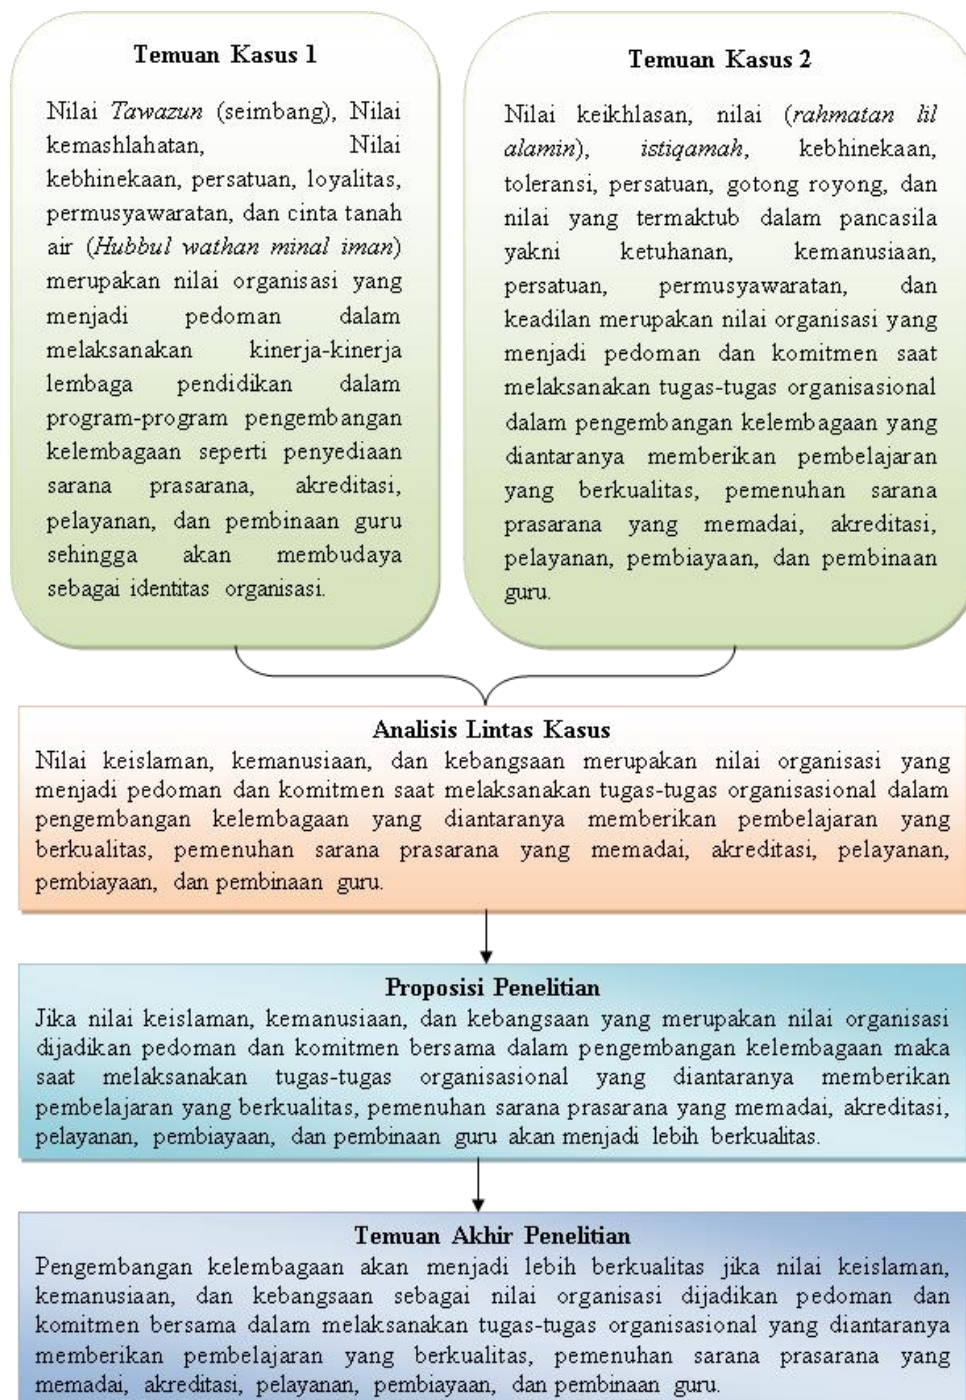 Temuan Kasus 1
Nilai Tawazun (seimbang), Nilai
kemashlahatan, Nilai
kebhinekaan, persatuan, loyalitas,
permusyawaratan, dan cinta tanah
air (Hubbul wathan minal iman)
merupakan nilai organisasi yang
menjadi pedoman dalam
melaksanakan kinerja-kinerja
lembaga pendidikan dalam
program-program pengembangan
kelembagaan seperti penyediaan
sarana prasarana, akreditasi,
pelayanan, dan pembinaan guru
sehingga akan membudaya
sebagai identitas organisasi.
Temuan Kasus 2
Nilai keikhlasan, nilai (rahmatan lil
alamin), istiqamah, kebhinekaan,
toleransi, persatuan, gotong royong, dan
nilai yang termaktub dalam pancasila
yakni ketuhanan, kemanusiaan,
persatuan, permusyawaratan, dan
keadilan merupakan nilai organisasi yang
menjadi pedoman dan komitmen saat
melaksanakan tugas-tugas organisasional
dalam pengembangan kelembagaan yang
diantaranya memberikan pembelajaran
yang berkualitas, pemenuhan sarana
prasarana yang memadai, akreditasi,
pelayanan, pembiayaan, dan pembinaan
guru.
Analisis Lintas Kasus
Nilai keislaman, kemanusiaan, dan kebangsaan merupakan nilai organisasi yang
menjadi pedoman dan komitmen saat melaksanakan tugas-tugas organisasional dalam
pengembangan kelembagaan yang diantaranya memberikan pembelajaran yang
berkualitas, pemenuhan sarana prasarana yang memadai, akreditasi, pelayanan,
pembiayaan, dan pembinaan guru.
Proposisi Penelitian
Jika nilai keislaman, kemanusiaan, dan kebangsaan yang merupakan nilai organisasi
dijadikan pedoman dan komitmen bersama dalam pengembangan kelembagaan maka
saat melaksanakan tugas-tugas organisasional yang diantaranya memberikan
pembelajaran yang berkualitas, pemenuhan sarana prasarana yang memadai, akreditasi,
pelayanan, pembiayaan, dan pembinaan guru akan menjadi lebih berkualitas.
Temuan Akhir Penelitian
Pengembangan kelembagaan akan menjadi lebih berkualitas jika nilai keislaman,
kemanusiaan, dan kebangsaan sebagai nilai organisasi dijadikan pedoman dan
komitmen bersama dalam melaksanakan tugas-tugas organisasional yang diantaranya
memberikan pembelajaran yang berkualitas, pemenuhan sarana prasarana yang
memadai, akreditasi, pelayanan, pembiayaan, dan pembinaan guru.